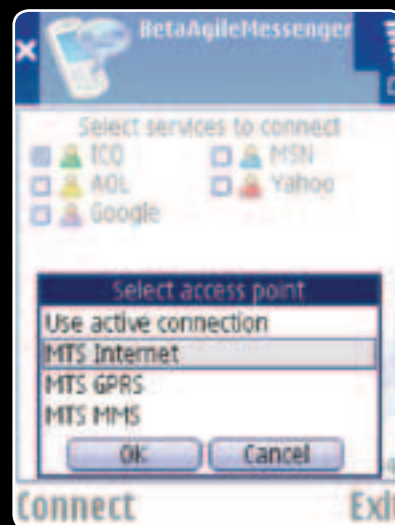 BetaAgileMessenger
Select services to connect
ICQ MSN
AOL Yahoo
Google
Select access point
Use active connection
MTS Internet
MTS GPRS
MTS MMS
Ok Cancel
Connect Exit